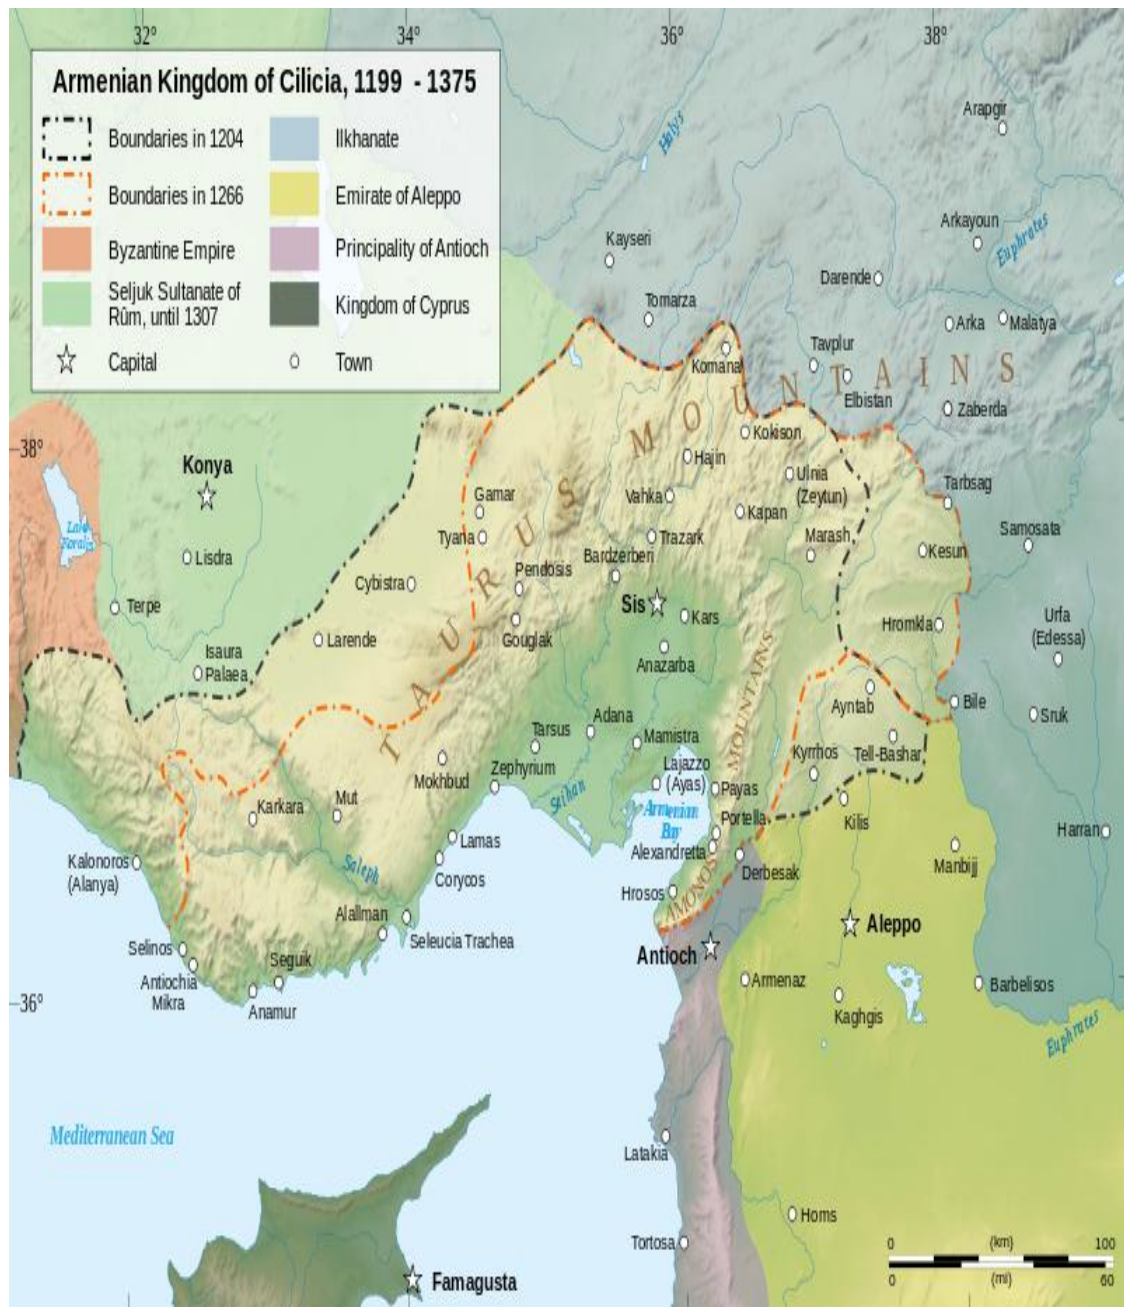 32°
34°
36°
38°
Armenian Kingdom of Cilicia, 1199 - 1375
Boundaries in 1204
Ilkhanate
Boundaries in 1266
Emirate of Aleppo
Byzantine Empire
Principality of Antioch
Seljuk Sultanate of
Rūm, until 1307
Kingdom of Cyprus
Capital
Town
Halys
Arapgir
Arkayoun
Euphrates
Kayseri
Darende
Tomarza
Arka
Malatya
Tavplur
Komana
Elbistan
Zaberda
TAURUS MOUNTAINS
38°
Kokison
Konya
Hajin
Ulnia
(Zeytun)
Tarbsag
Gamar
Vahka
Kapan
Lake
Tyana
Trazark
Marash
Samosata
Lisdra
Bardzerberi
Kesun
Cybistra
Pendosis
Terpe
Sis
Kars
Urfa
(Edessa)
Larende
Gouglak
Hromkla
Isaura
Palaea
Anazarba
Ayntab
Bile
Sruk
Tarsus
Adana
Mamistra
Tell-Bashar
Kyrrhos
Mokhbud
Zephyrium
Lajazzo
(Ayas)
Payas
Seihan
Armenian
Bay
Portella
AMONOS MOUNTAINS
Karkara
Mut
Kilis
Harran
Lamas
Alexandretta
Manbijj
Kalonoros
(Alanya)
Saleph
Corycos
Derbesak
Hrosos
Alallman
Aleppo
Selinos
Seleucia Trachea
Antioch
Seguik
Antiochia
Mikra
Armenaz
Barbelisos
36°
Anamur
Kaghgis
Euphrates
Mediterranean Sea
Latakia
Homs
Tortosa
0
(km)
100
0
(mi)
60
Famagusta